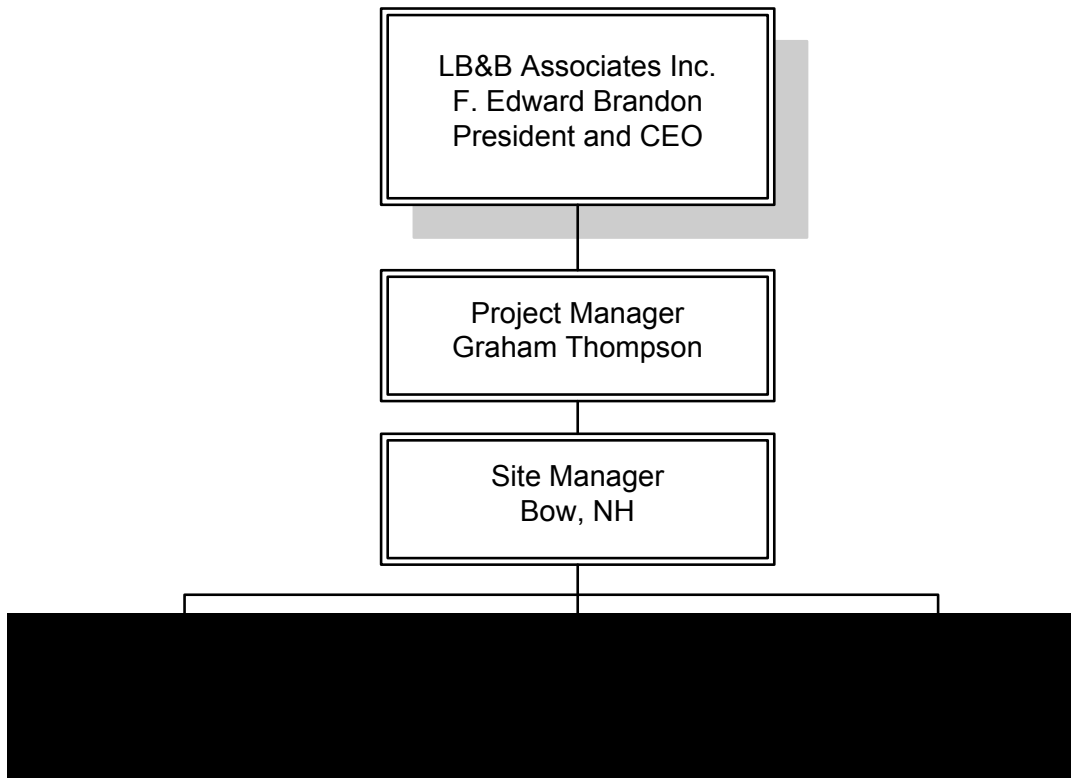 LB&B Associates Inc.
F. Edward Brandon
President and CEO
Project Manager
Graham Thompson
Site Manager
Bow, NH